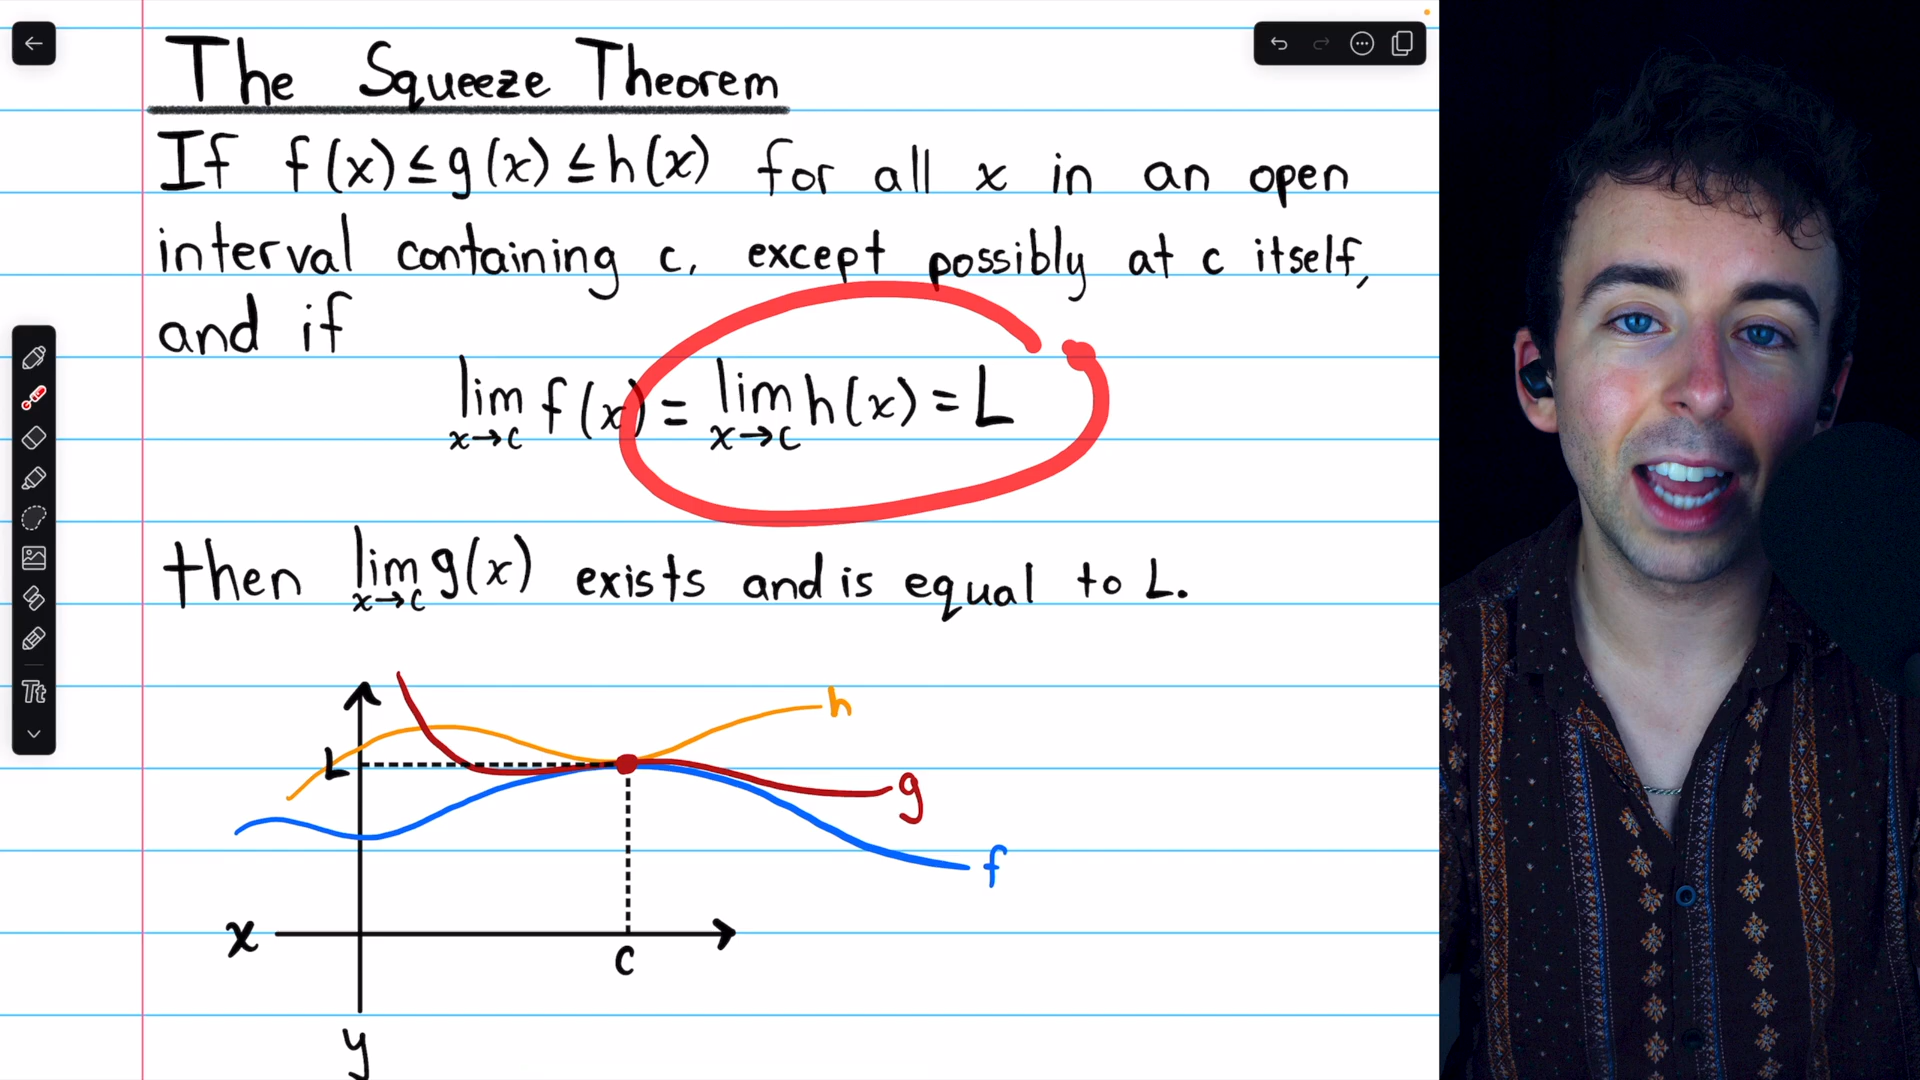 The Squeeze Theorem
If f(x)≤g(x)≤h(x) for all x in an open
interval containing c, except possibly at c itself,
and if
lim x→c f(x) = lim x→c h(x) = L
then lim x→c g(x) exists and is equal to L.
h
L
g
f
x
c
y
Tt